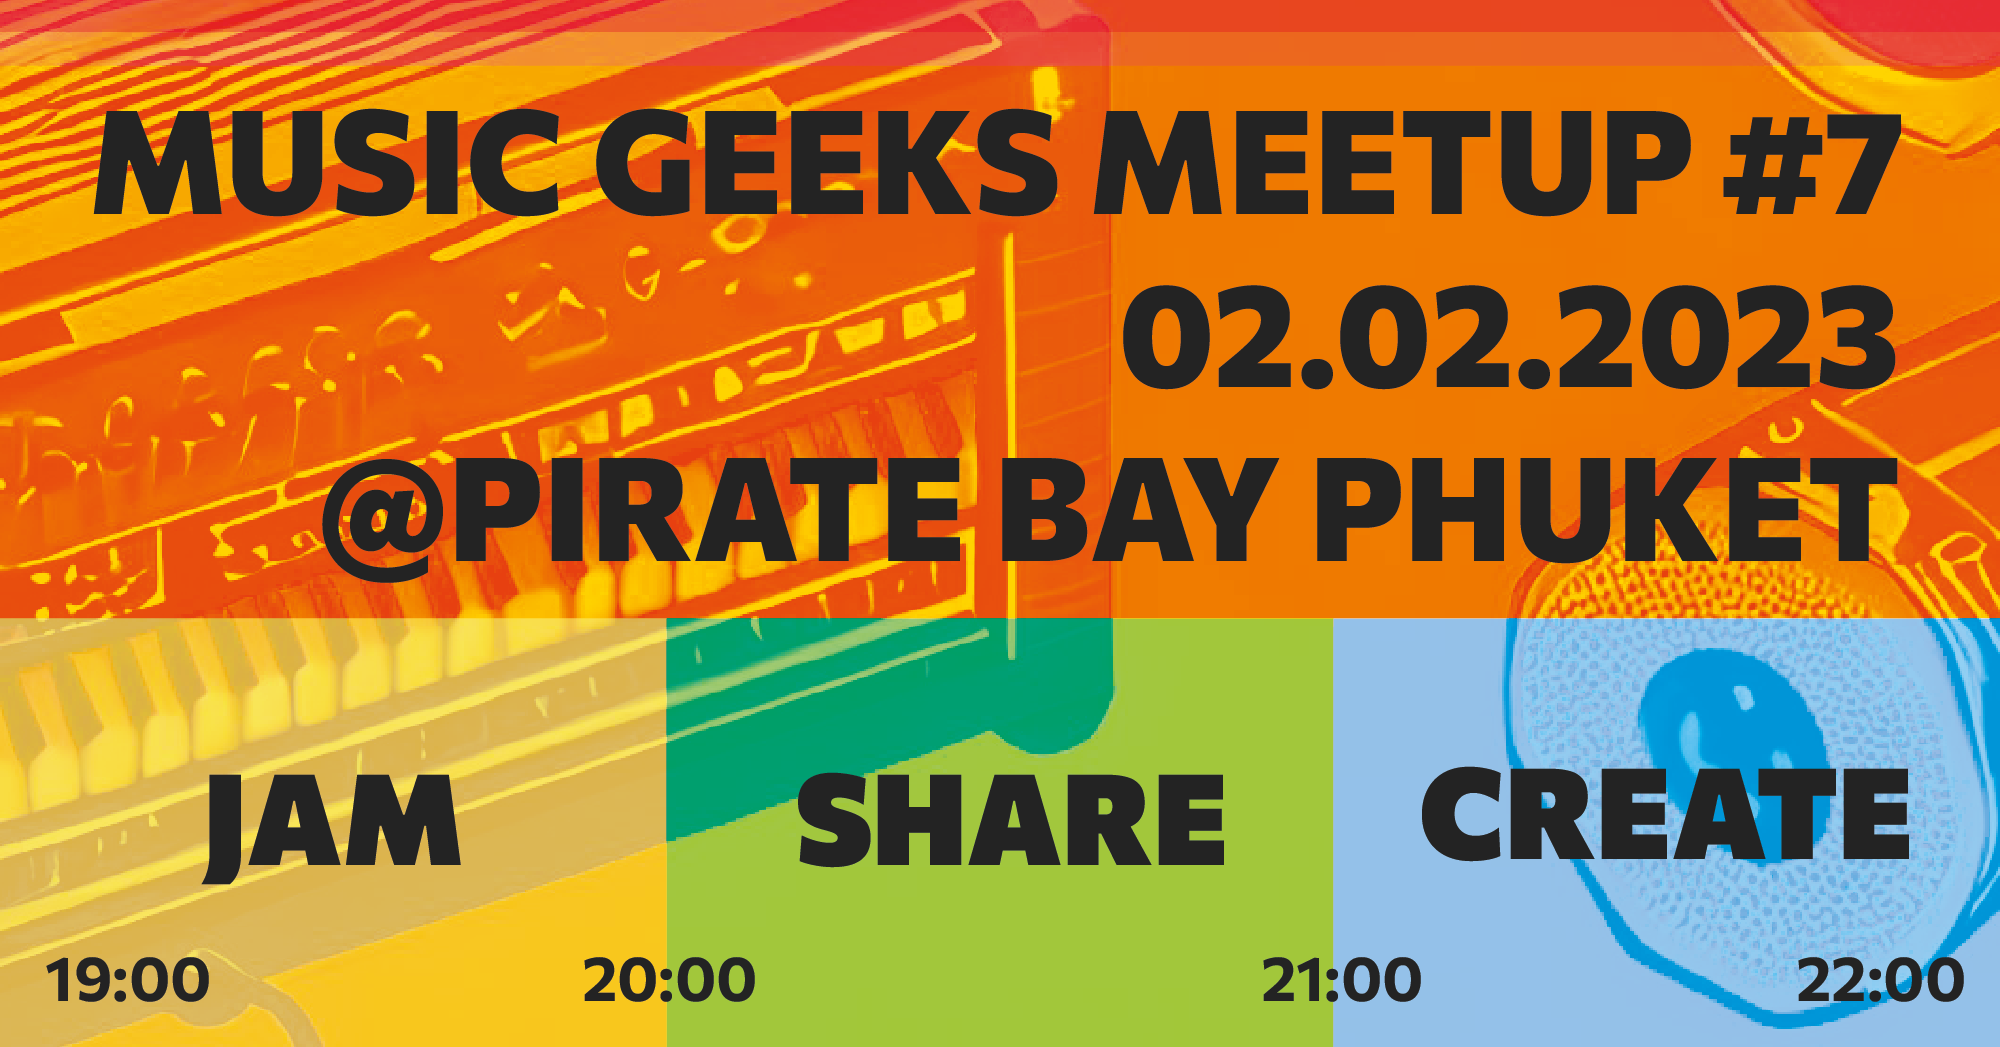 MUSIC GEEKS MEETUP #7
02.02.2023
@PIRATE BAY PHUKET
JAM
SHARE
CREATE
19:00
20:00
21:00
22:00